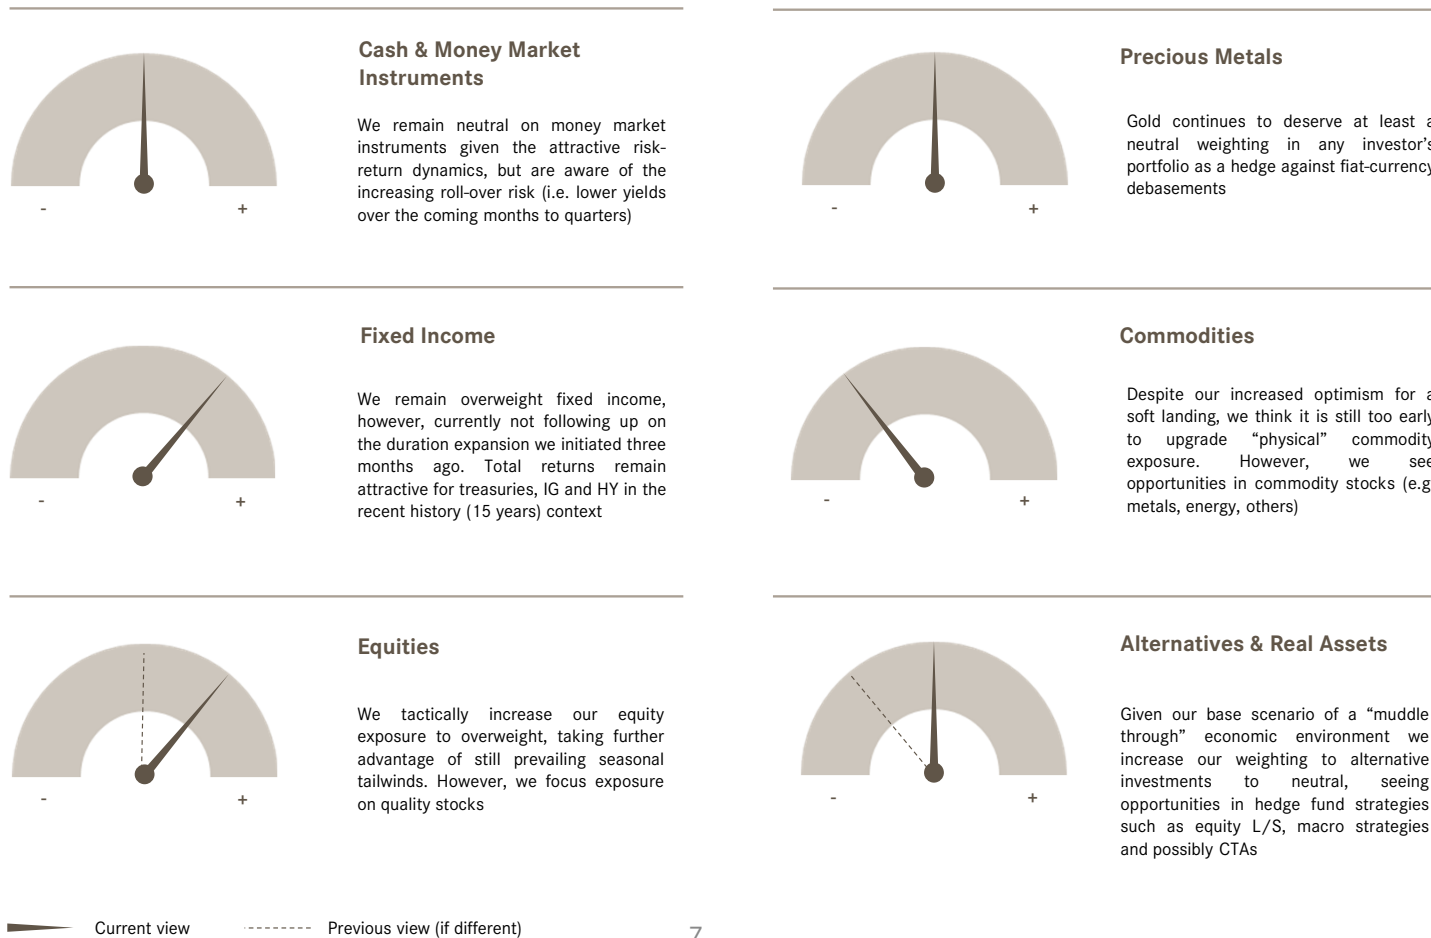 Cash & Money Market
Instruments
We remain neutral on money market
instruments given the attractive risk-
return dynamics, but are aware of the
increasing roll-over risk (i.e. lower yields
over the coming months to quarters)
- +
Precious Metals
Gold continues to deserve at least a
neutral weighting in any investor's
portfolio as a hedge against fiat-currency
debasements
- +
Fixed Income
We remain overweight fixed income,
however, currently not following up on
the duration expansion we initiated three
months ago. Total returns remain
attractive for treasuries, IG and HY in the
recent history (15 years) context
- +
Commodities
Despite our increased optimism for a
soft landing, we think it is still too early
to upgrade “physical” commodity
exposure. However, we see
opportunities in commodity stocks (e.g
metals, energy, others)
- +
Equities
We tactically increase our equity
exposure to overweight, taking further
advantage of still prevailing seasonal
tailwinds. However, we focus exposure
on quality stocks
- +
Alternatives & Real Assets
Given our base scenario of a “muddle
through” economic environment we
increase our weighting to alternative
investments to neutral, seeing
opportunities in hedge fund strategies
such as equity L/S, macro strategies
and possibly CTAs
- +
Current view Previous view (if different)
7